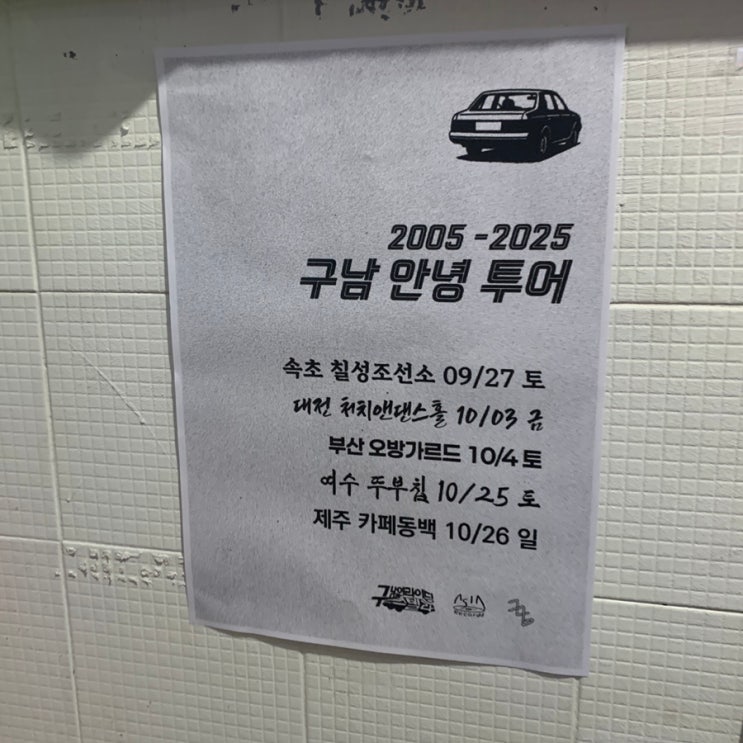 2005 -2025
구남 안녕 투어
속초 칠성조선소 09/27 토
대전 처치앤댄스홀 10/03 금
부산 오방가르드 10/4 토
여수 뚜부칩 10/25 토
제주 카페동백 10/26 일
ASIA
RECORDS